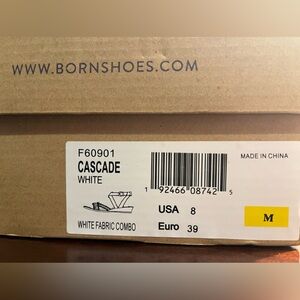 WWW.BORNSHOES.COM
F60901
CASCADE
WHITE
WHITE FABRIC COMBO
1 92466 08742 5
USA 8
Euro 39
MADE IN CHINA
M